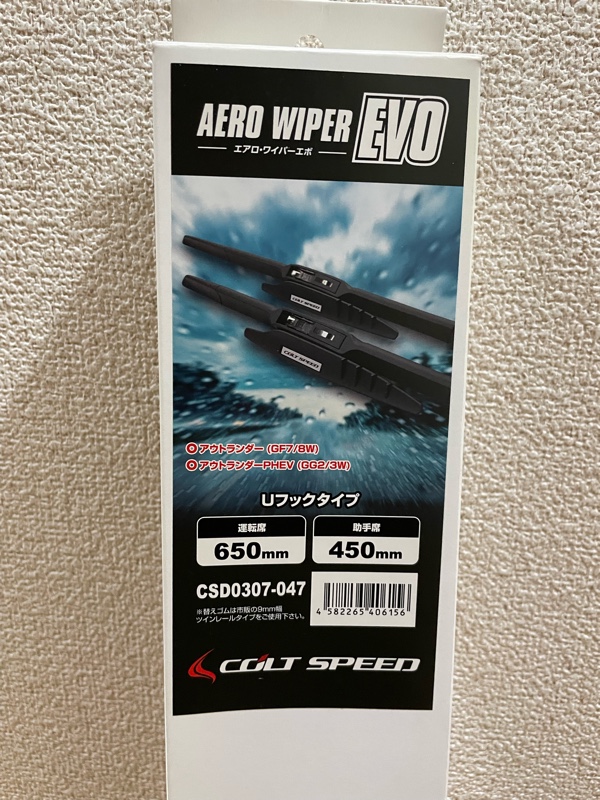 AERO WIPER EVO
エアロ・ワイパーエボ
COLT SPEED
COLT SPEED
アウトランダー (GF7/8W)
アウトランダーPHEV (GG2/3W)
Uフックタイプ
運転席 助手席
650mm 450mm
CSD0307-047
4 582265 406156
※替えゴムは市販の9mm幅
ツインレールタイプをご使用下さい。
COLT SPEED